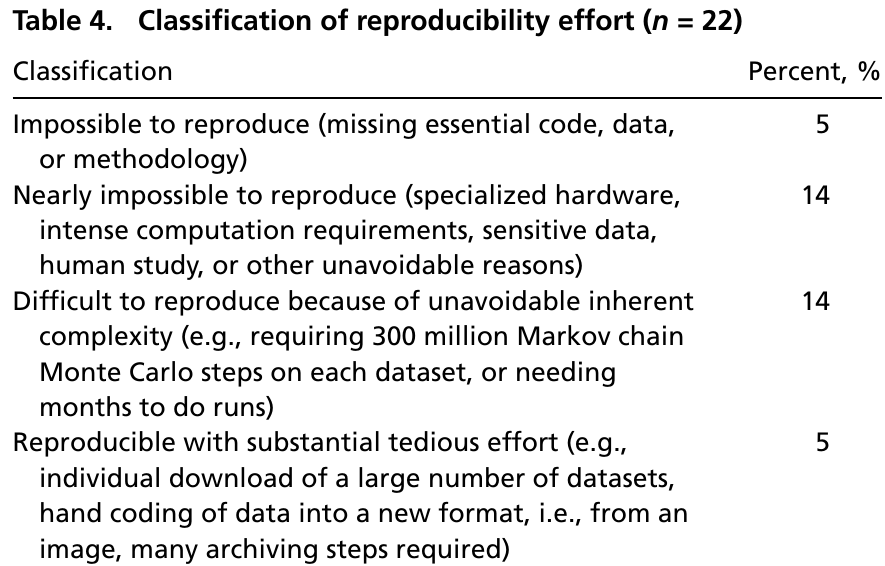 Table 4. Classification of reproducibility effort (n = 22)
Classification Percent, %
Impossible to reproduce (missing essential code, data, 5
or methodology)
Nearly impossible to reproduce (specialized hardware, 14
intense computation requirements, sensitive data,
human study, or other unavoidable reasons)
Difficult to reproduce because of unavoidable inherent 14
complexity (e.g., requiring 300 million Markov chain
Monte Carlo steps on each dataset, or needing
months to do runs)
Reproducible with substantial tedious effort (e.g., 5
individual download of a large number of datasets,
hand coding of data into a new format, i.e., from an
image, many archiving steps required)